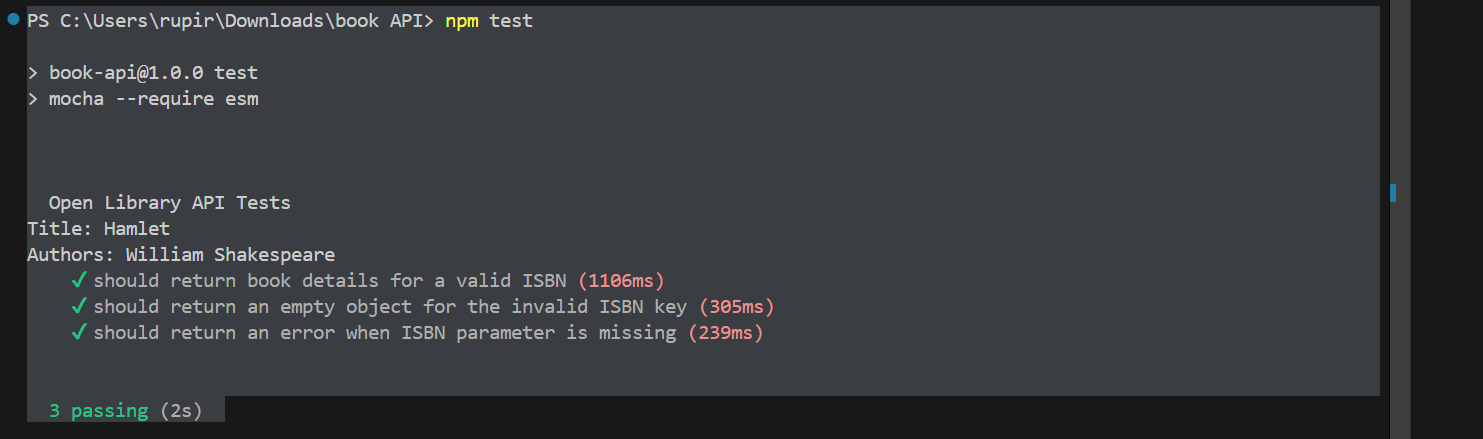 PS C:\Users\rupir\Downloads\book API> npm test
> book-api@1.0.0 test
> mocha --require esm
Open Library API Tests
Title: Hamlet
Authors: William Shakespeare
✓ should return book details for a valid ISBN (1106ms)
✓ should return an empty object for the invalid ISBN key (305ms)
✓ should return an error when ISBN parameter is missing (239ms)
3 passing (2s)